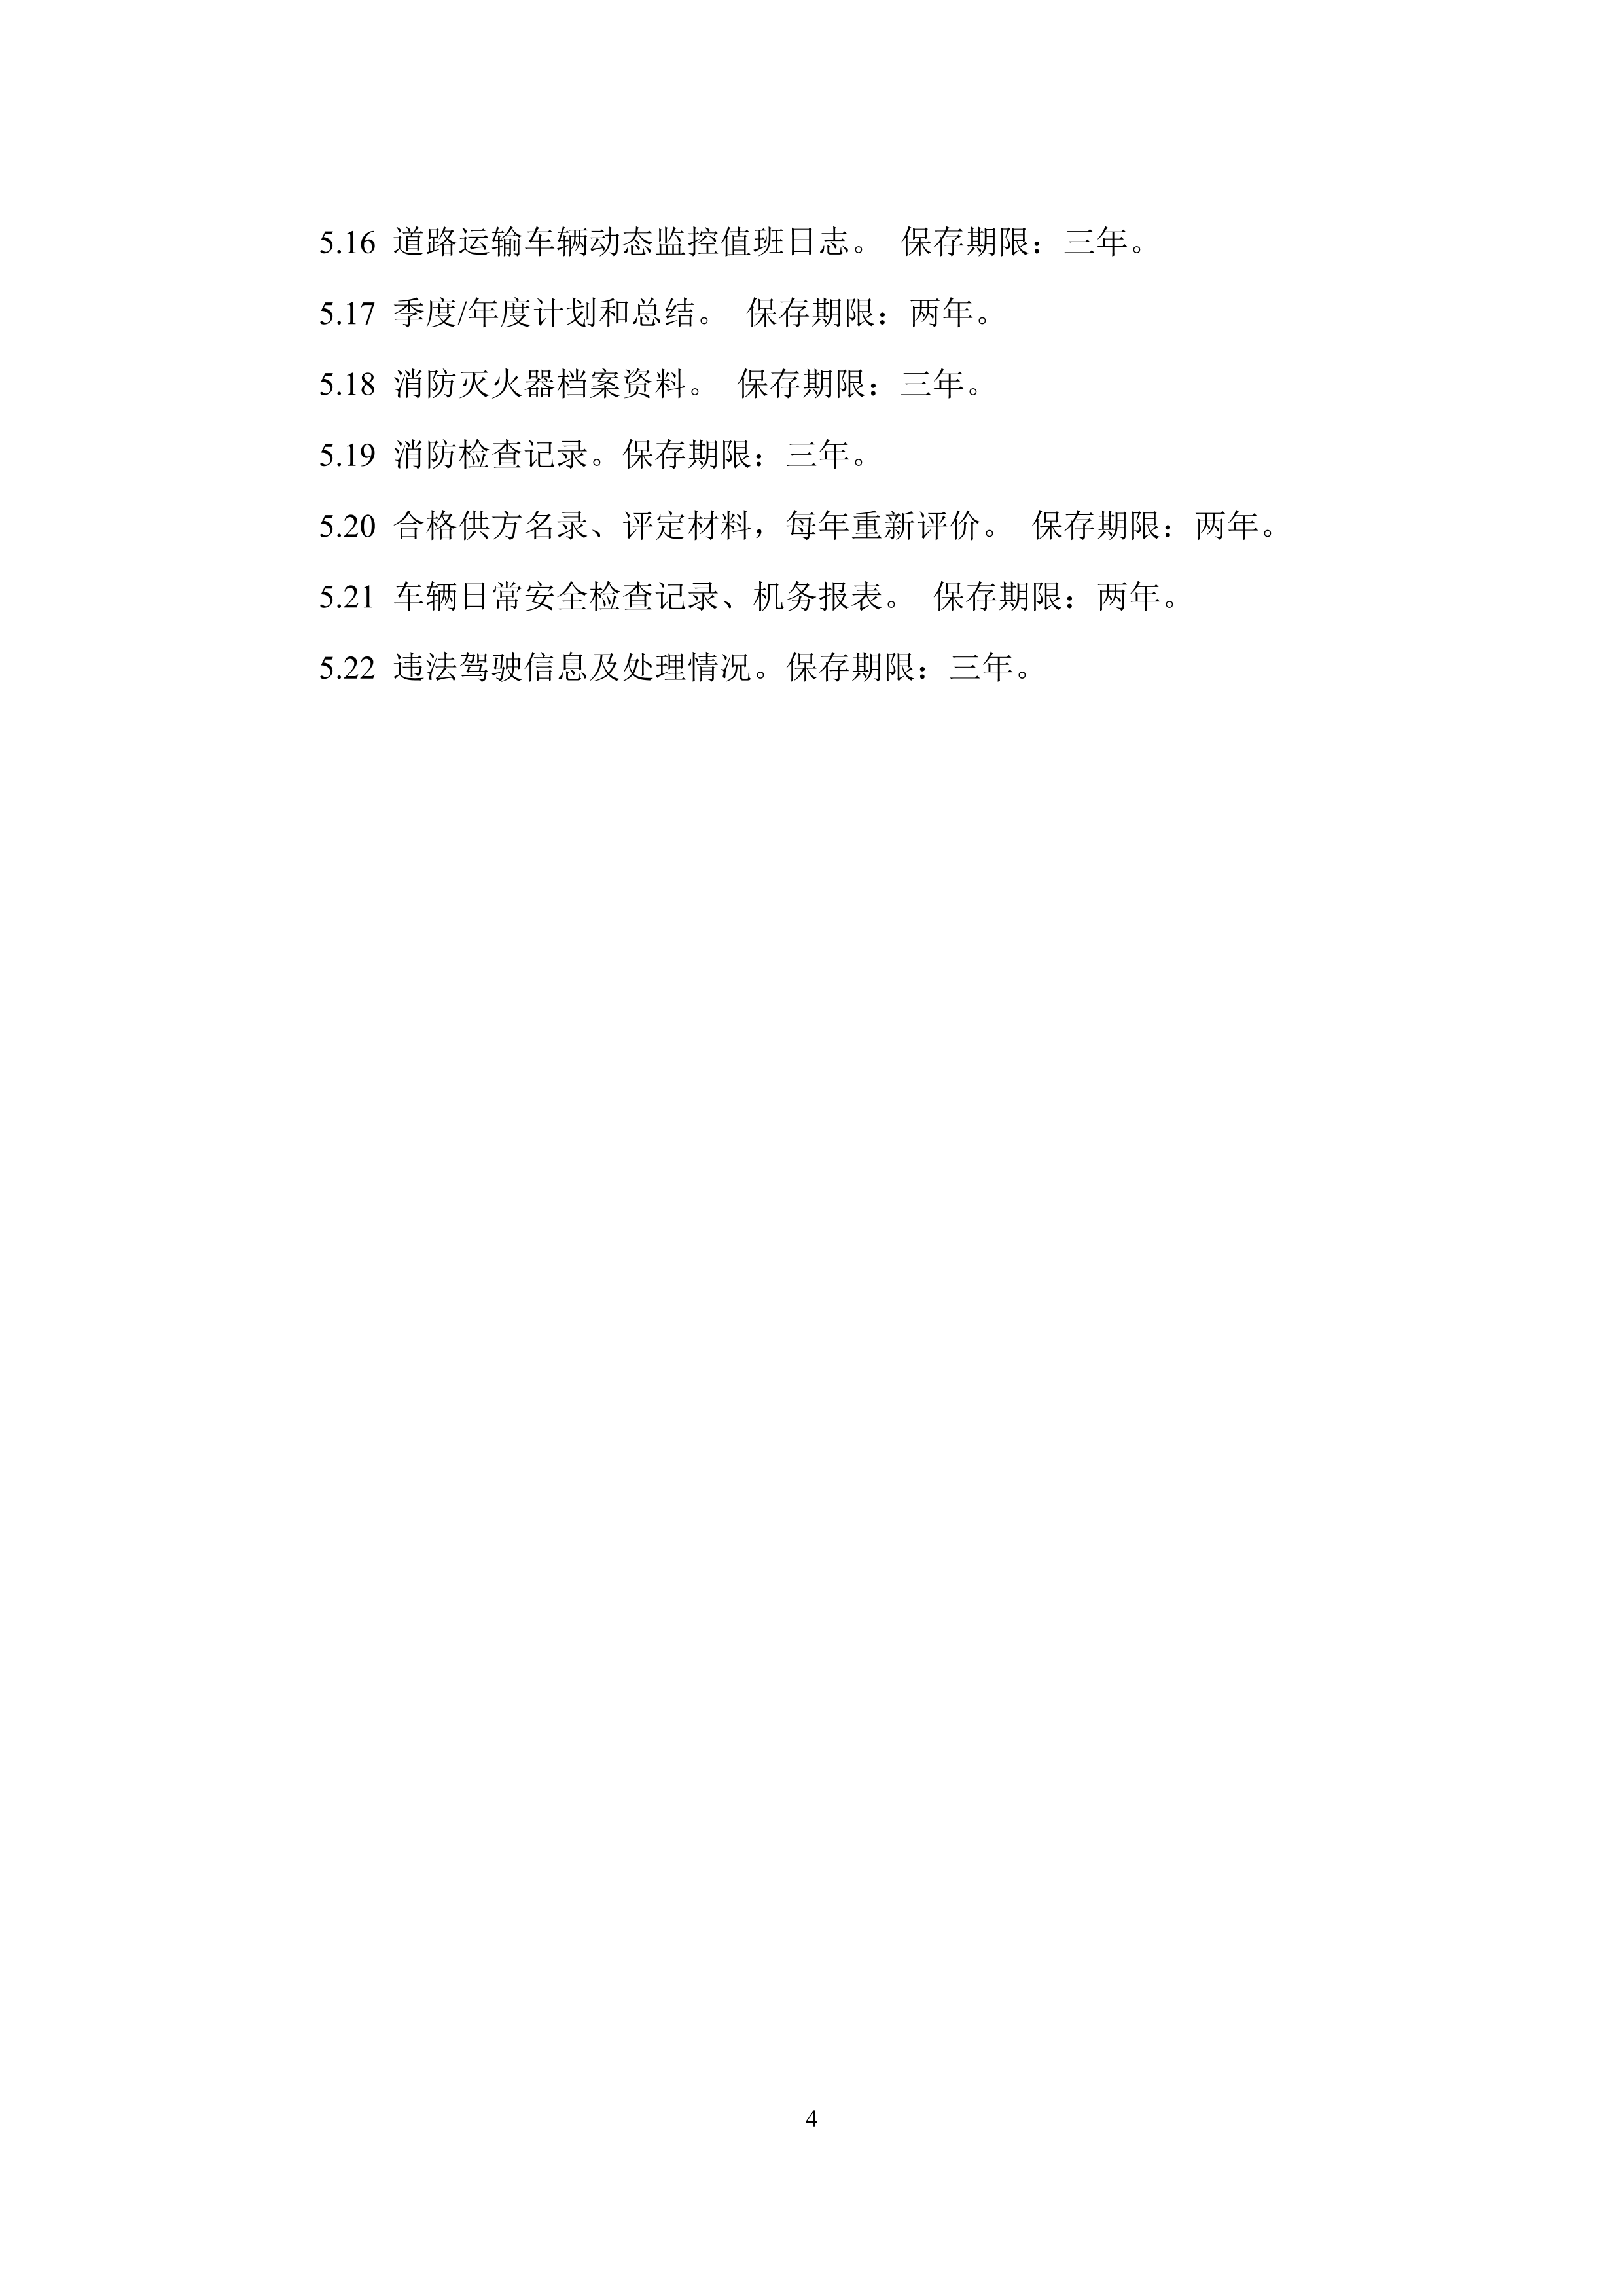 5.16 道路运输车辆动态监控值班日志。 保存期限：三年。
5.17 季度/年度计划和总结。 保存期限：两年。
5.18 消防灭火器档案资料。 保存期限：三年。
5.19 消防检查记录。保存期限：三年。
5.20 合格供方名录、评定材料，每年重新评价。 保存期限：两年。
5.21 车辆日常安全检查记录、机务报表。 保存期限：两年。
5.22 违法驾驶信息及处理情况。保存期限：三年。
4